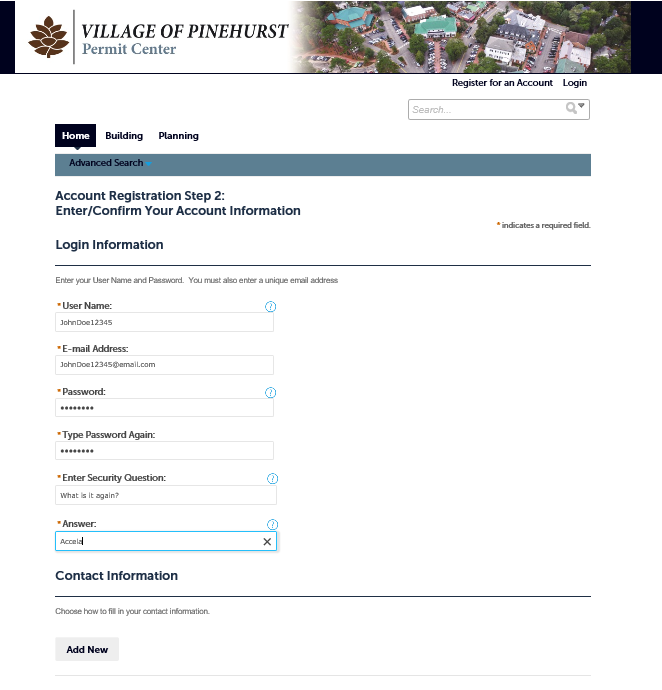 VILLAGE OF PINEHURST
Permit Center
Register for an Account Login
Search...
Home Building Planning
Advanced Search
Account Registration Step 2:
Enter/Confirm Your Account Information
* indicates a required field.
Login Information
Enter your User Name and Password. You must also enter a unique email address
* User Name:
JohnDoe12345
* E-mail Address:
JohnDoe12345@email.com
* Password:
••••••••
* Type Password Again:
••••••••
* Enter Security Question:
What is it again?
* Answer:
Accela
Contact Information
Choose how to fill in your contact information.
Add New